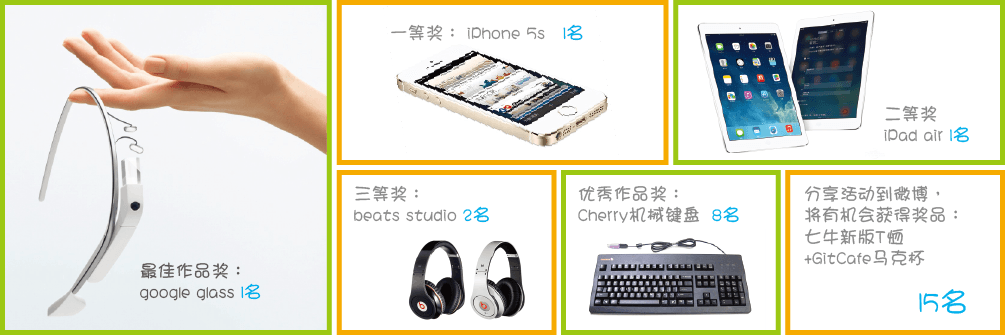 最佳作品奖：
google glass 1名
一等奖： iPhone 5s 1名
二等奖
iPad air 1名
三等奖：
beats studio 2名
优秀作品奖：
Cherry机械键盘 8名
分享活动到微博，
将有机会获得奖品：
七牛新版T恤
+GitCafe马克杯
15名